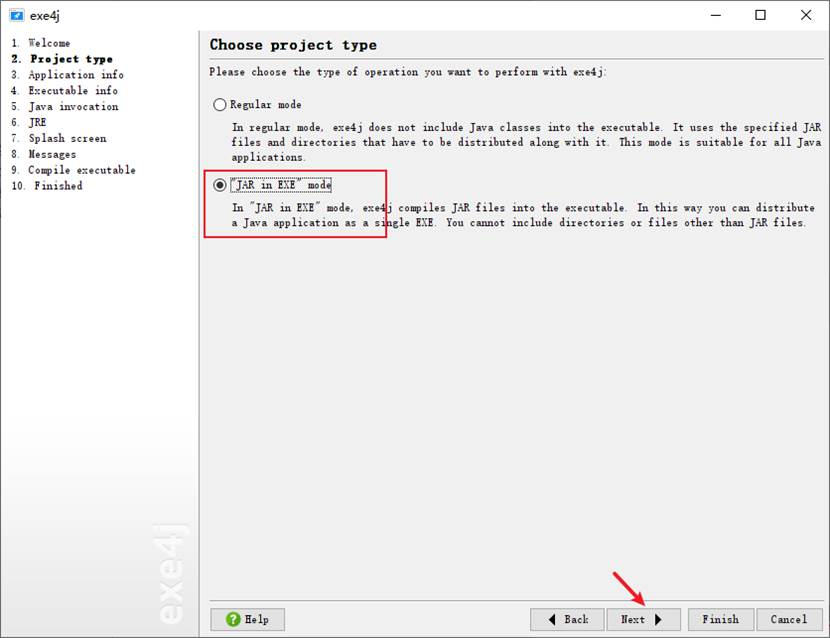 exe4j
1. Welcome
2. Project type
3. Application info
4. Executable info
5. Java invocation
6. JRE
7. Splash screen
8. Messages
9. Compile executable
10. Finished
exe4j
Choose project type
Please choose the type of operation you want to perform with exe4j:
Regular mode
In regular mode, exe4j does not include Java classes into the executable. It uses the specified JAR
files and directories that have to be distributed along with it. This mode is suitable for all Java
applications.
"JAR in EXE" mode
In "JAR in EXE" mode, exe4j compiles JAR files into the executable. In this way you can distribute
a Java application as a single EXE. You cannot include directories or files other than JAR files.
Help
Back
Next
Finish
Cancel